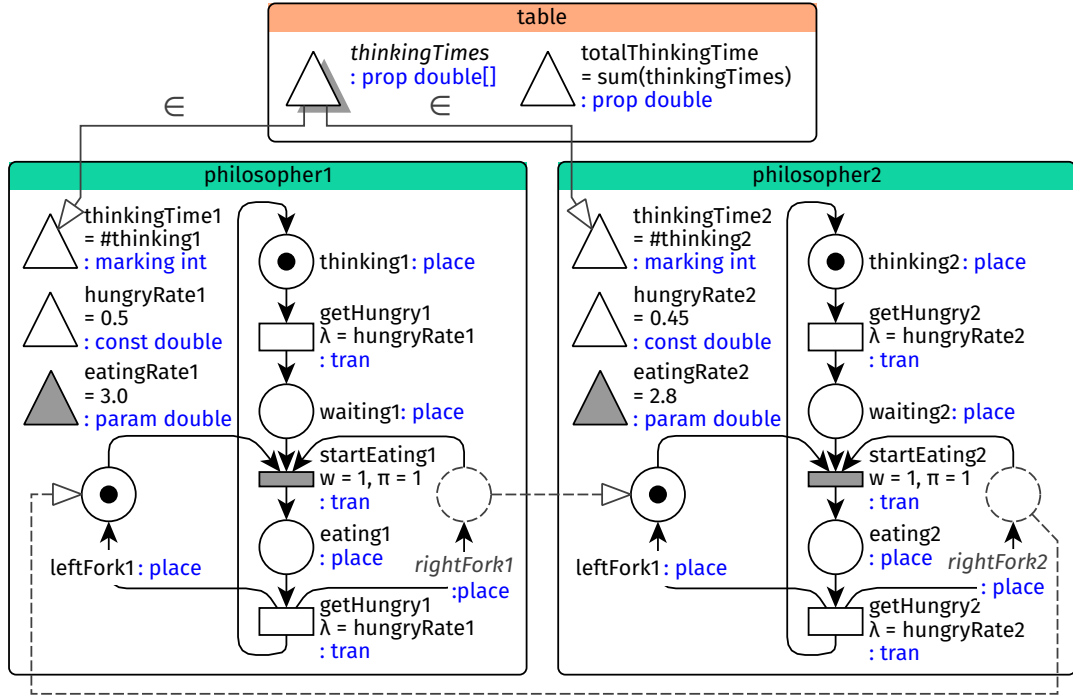 table
thinkingTimes
: prop double[]
totalThinkingTime
= sum(thinkingTimes)
: prop double
∈
∈
philosopher1
thinkingTime1
= #thinking1
: marking int
hungryRate1
= 0.5
: const double
eatingRate1
= 3.0
: param double
thinking1: place
getHungry1
λ = hungryRate1
: tran
waiting1: place
startEating1
w = 1, π = 1
: tran
eating1
: place
leftFork1: place
rightFork1
:place
getHungry1
λ = hungryRate1
: tran
philosopher2
thinkingTime2
= #thinking2
: marking int
hungryRate2
= 0.45
: const double
eatingRate2
= 2.8
: param double
thinking2: place
getHungry2
λ = hungryRate2
: tran
waiting2: place
startEating2
w = 1, π = 1
: tran
eating2
: place
leftFork1: place
rightFork2
: place
getHungry2
λ = hungryRate2
: tran